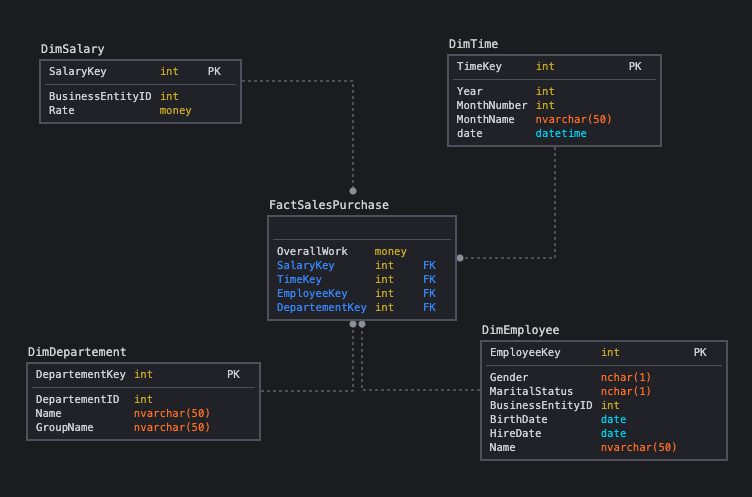 DimSalary
SalaryKey int PK
BusinessEntityID int
Rate money
DimTime
TimeKey int PK
Year int
MonthNumber int
MonthName nvarchar(50)
date datetime
FactSalesPurchase
OverallWork money
SalaryKey int FK
TimeKey int FK
EmployeeKey int FK
DepartementKey int FK
DimDepartement
DepartmentKey int PK
DepartementID int
Name nvarchar(50)
GroupName nvarchar(50)
DimEmployee
EmployeeKey int PK
Gender nchar(1)
MaritalStatus nchar(1)
BusinessEntityID int
BirthDate date
HireDate date
Name nvarchar(50)